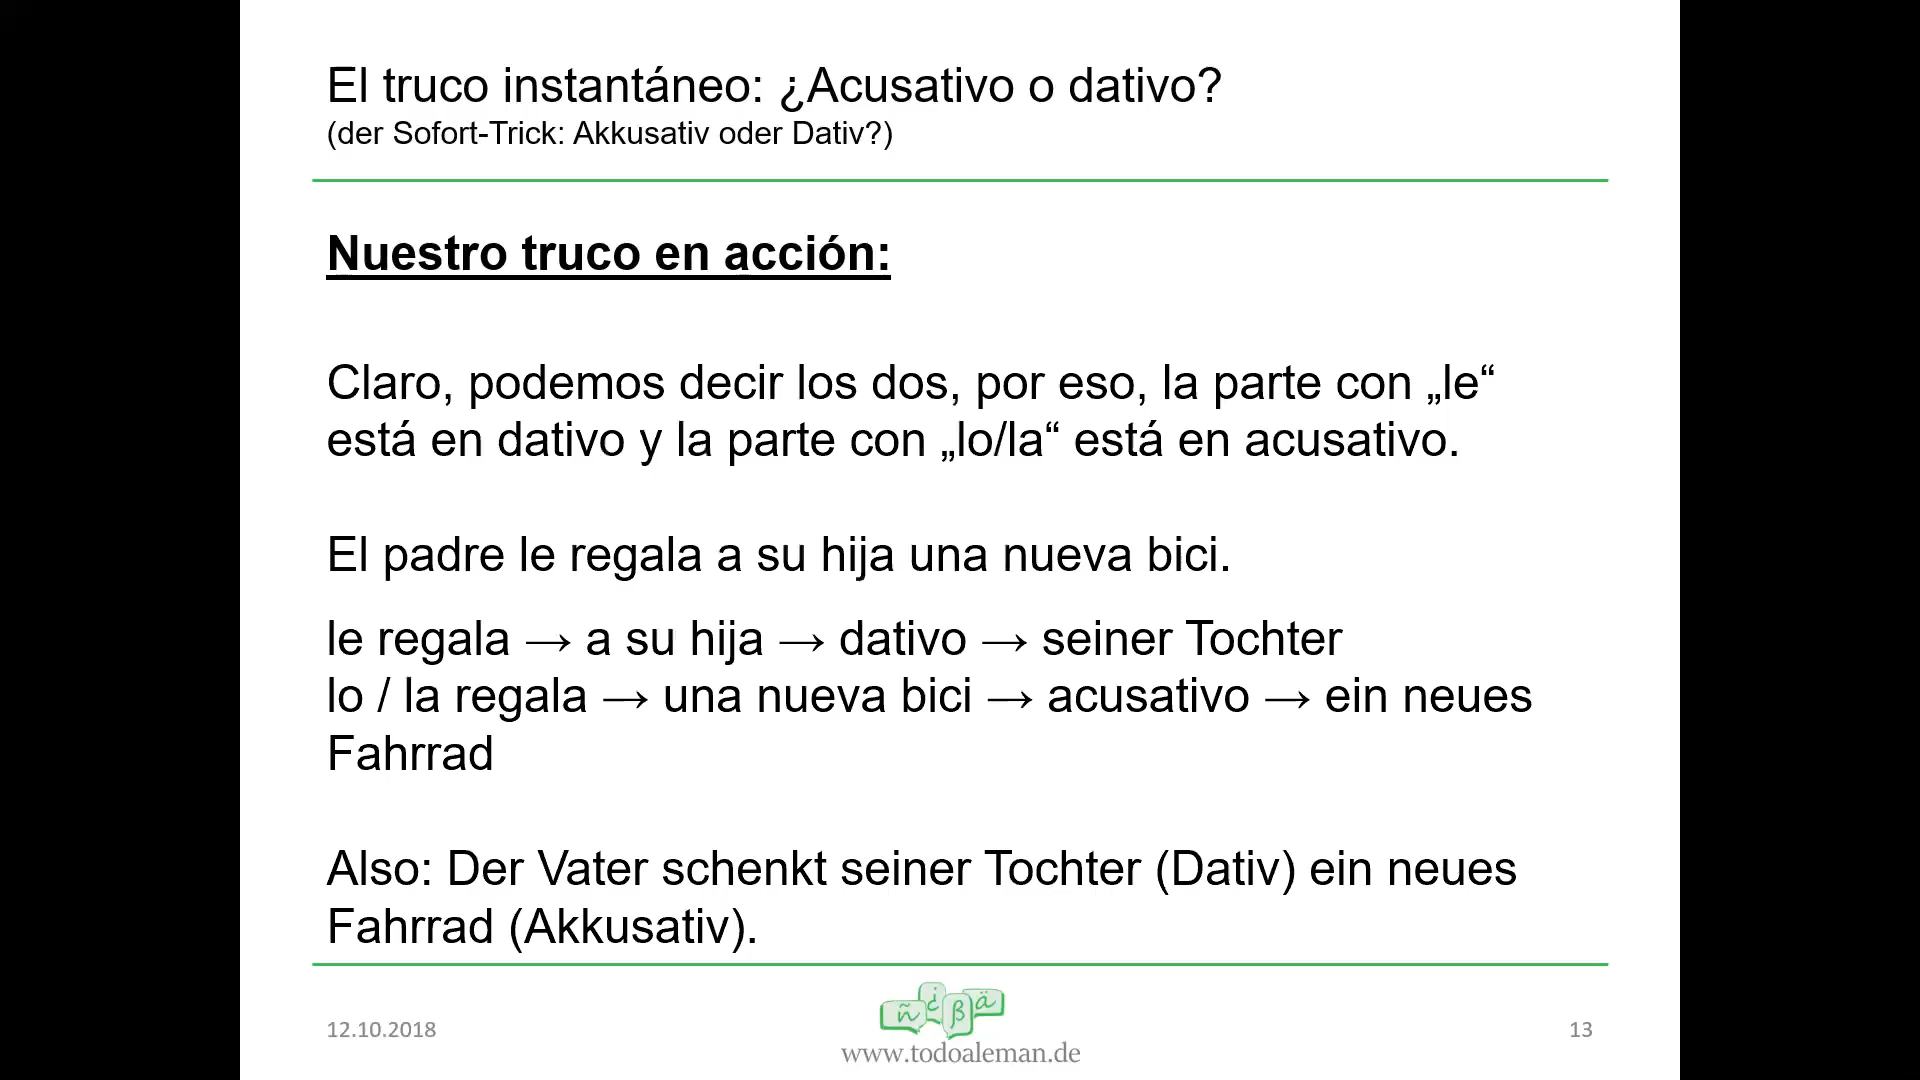 El truco instantáneo: ¿Acusativo o dativo?
(der Sofort-Trick: Akkusativ oder Dativ?)
Nuestro truco en acción:
Claro, podemos decir los dos, por eso, la parte con „le“
está en dativo y la parte con „lo/la“ está en acusativo.
El padre le regala a su hija una nueva bici.
le regala → a su hija → dativo → seiner Tochter
lo / la regala → una nueva bici → acusativo → ein neues
Fahrrad
Also: Der Vater schenkt seiner Tochter (Dativ) ein neues
Fahrrad (Akkusativ).
ñ ¿ ß ä
12.10.2018
www.todoaleman.de
13